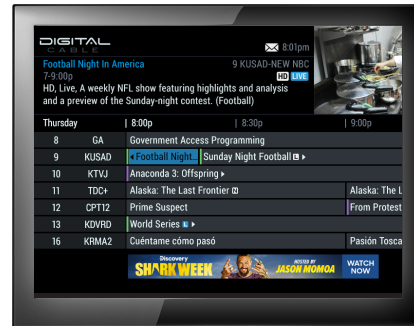 DIGITAL
CABLE
8:01pm
Football Night In America 9 KUSAD-NEW NBC
7-9:00p HD LIVE
HD, Live, A weekly NFL show featuring highlights and analysis
and a preview of the Sunday-night contest. (Football)
Thursday 8:00p 8:30p 9:00p
8 GA Government Access Programming
9 KUSAD Football Night... Sunday Night Football L
10 KTVJ Anaconda 3: Offspring
11 TDC+ Alaska: The Last Frontier N Alaska: The L
12 CPT12 Prime Suspect From Protest
13 KDVRD World Series L
16 KRMA2 Cuéntame cómo pasó Pasión Tosca
Discovery
SHARK WEEK
HOSTED BY
JASON MOMOA
WATCH
NOW